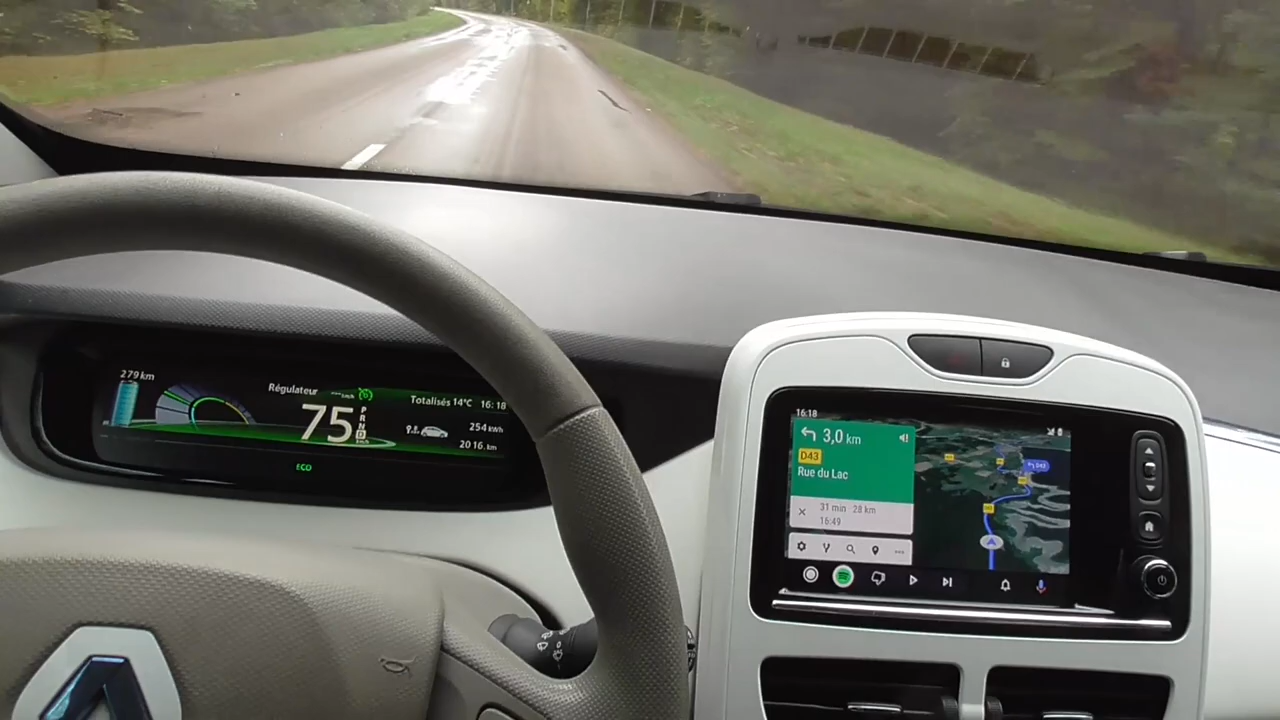 279 km
Régulateur
---km/h
75
km/h
P
R
N
D
Totalisés 14°C 16:18
254 kWh
2016. km
ECO
16:18
3,0 km
D43
Rue du Lac
31 min 28 km
16:49
D43